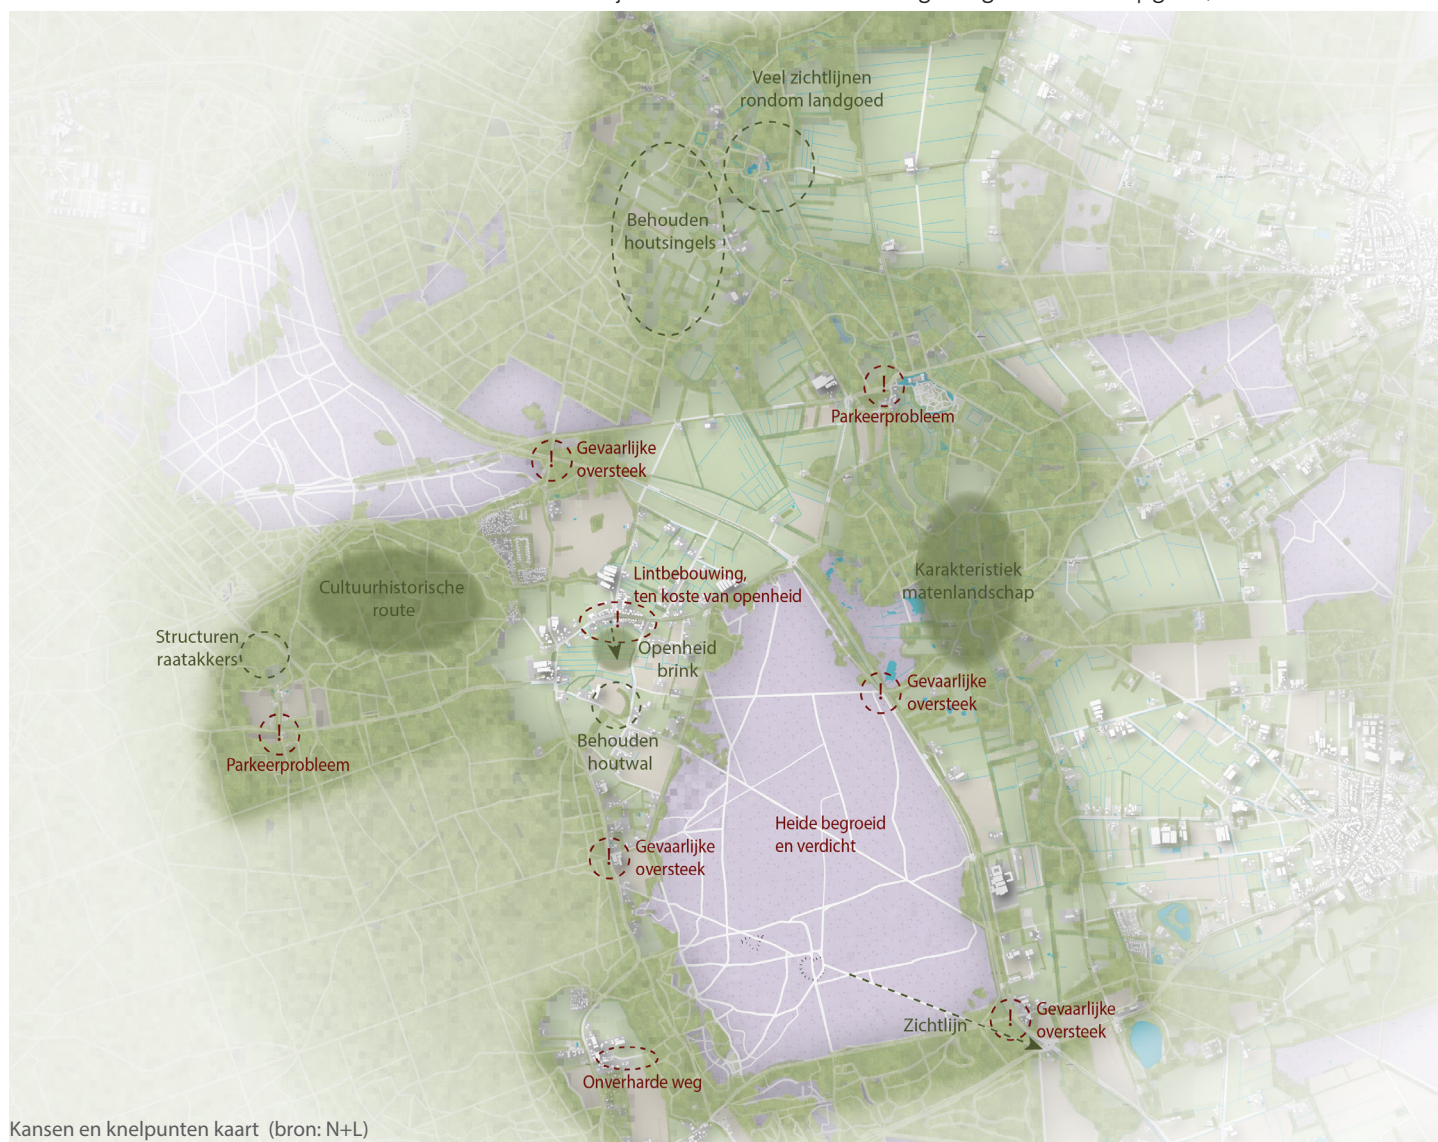 Veel zichtlijnen
rondom landgoed
Behouden
houtsingels
Parkeerprobleem
Gevaarlijke
oversteek
Cultuurhistorische
route
Lintbebouwing,
ten koste van openheid
Karakteristiek
matenlandschap
Structuren
raatakkers
Openheid
brink
Gevaarlijke
oversteek
Behouden
houtwal
Parkeerprobleem
Heide begroeid
en verdicht
Gevaarlijke
oversteek
Zichtlijn
Gevaarlijke
oversteek
Onverharde weg
Kansen en knelpunten kaart (bron: N+L)